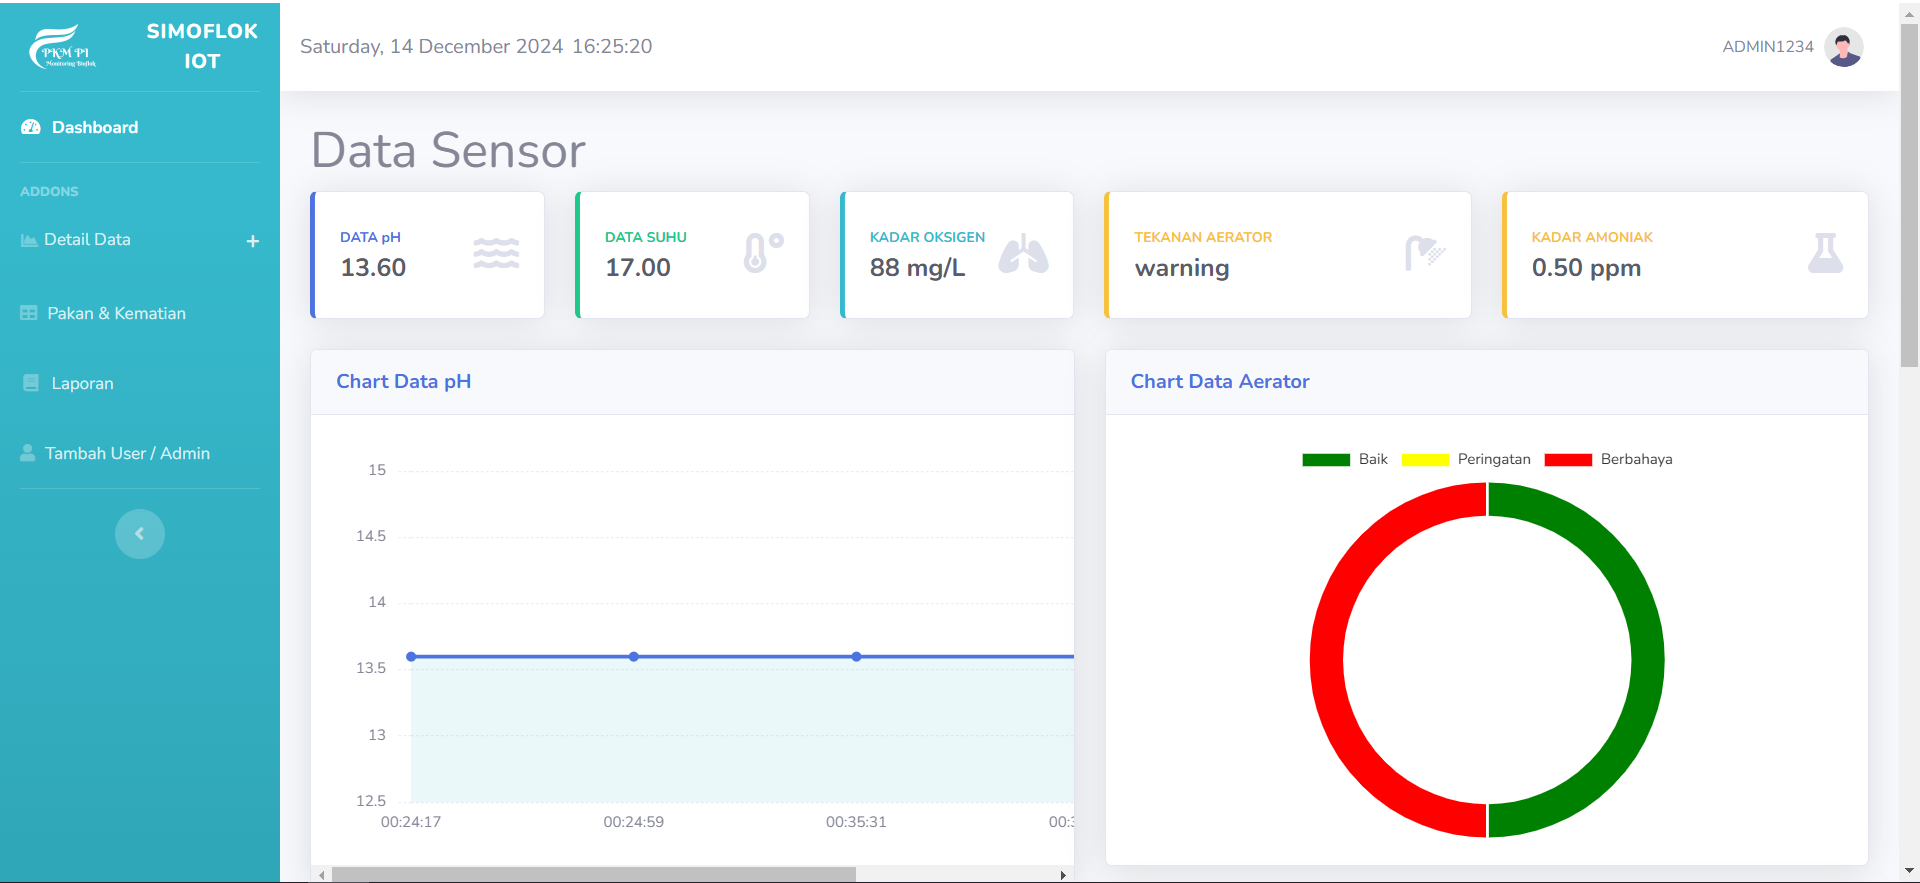 PKM PI
Monitoring Bioflok
SIMOFLOK
IOT
Dashboard
ADDONS
Detail Data
+
Pakan & Kematian
Laporan
Tambah User / Admin
Saturday, 14 December 2024 16:25:20
ADMIN1234
Data Sensor
DATA pH
13.60
DATA SUHU
17.00
KADAR OKSIGEN
88 mg/L
TEKANAN AERATOR
warning
KADAR AMONIAK
0.50 ppm
Chart Data pH
15
14.5
14
13.5
13
12.5
00:24:17 00:24:59 00:35:31 00:3
Chart Data Aerator
Baik Peringatan Berbahaya